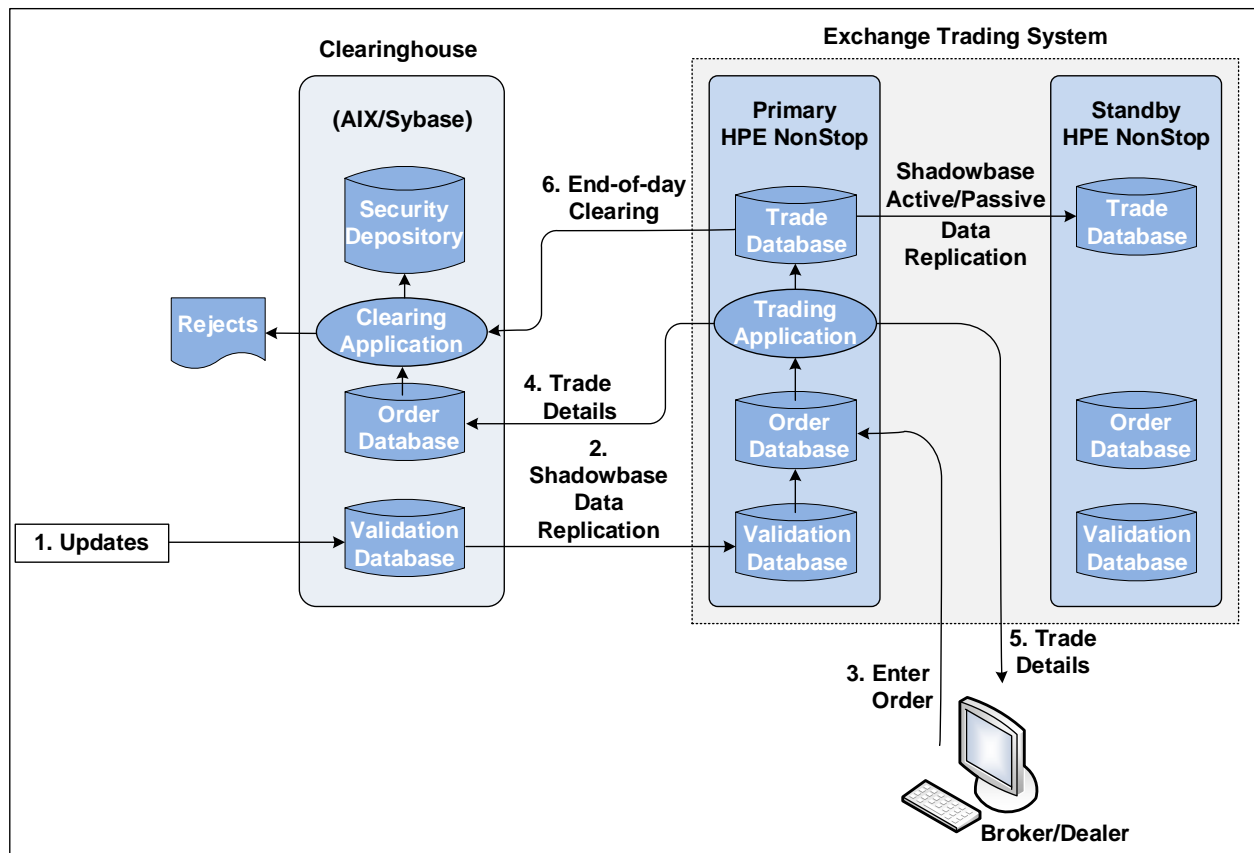 Clearinghouse
Exchange Trading System
(AIX/Sybase)
Primary
HPE NonStop
Standby
HPE NonStop
Security
Depository
6. End-of-day
Clearing
Trade
Database
Shadowbase
Active/Passive
Data
Replication
Trade
Database
Rejects
Clearing
Application
Trading
Application
4. Trade
Details
Order
Database
Order
Database
Order
Database
2.
Shadowbase
Data
Replication
1. Updates
Validation
Database
Validation
Database
Validation
Database
3. Enter
Order
5. Trade
Details
Broker/Dealer